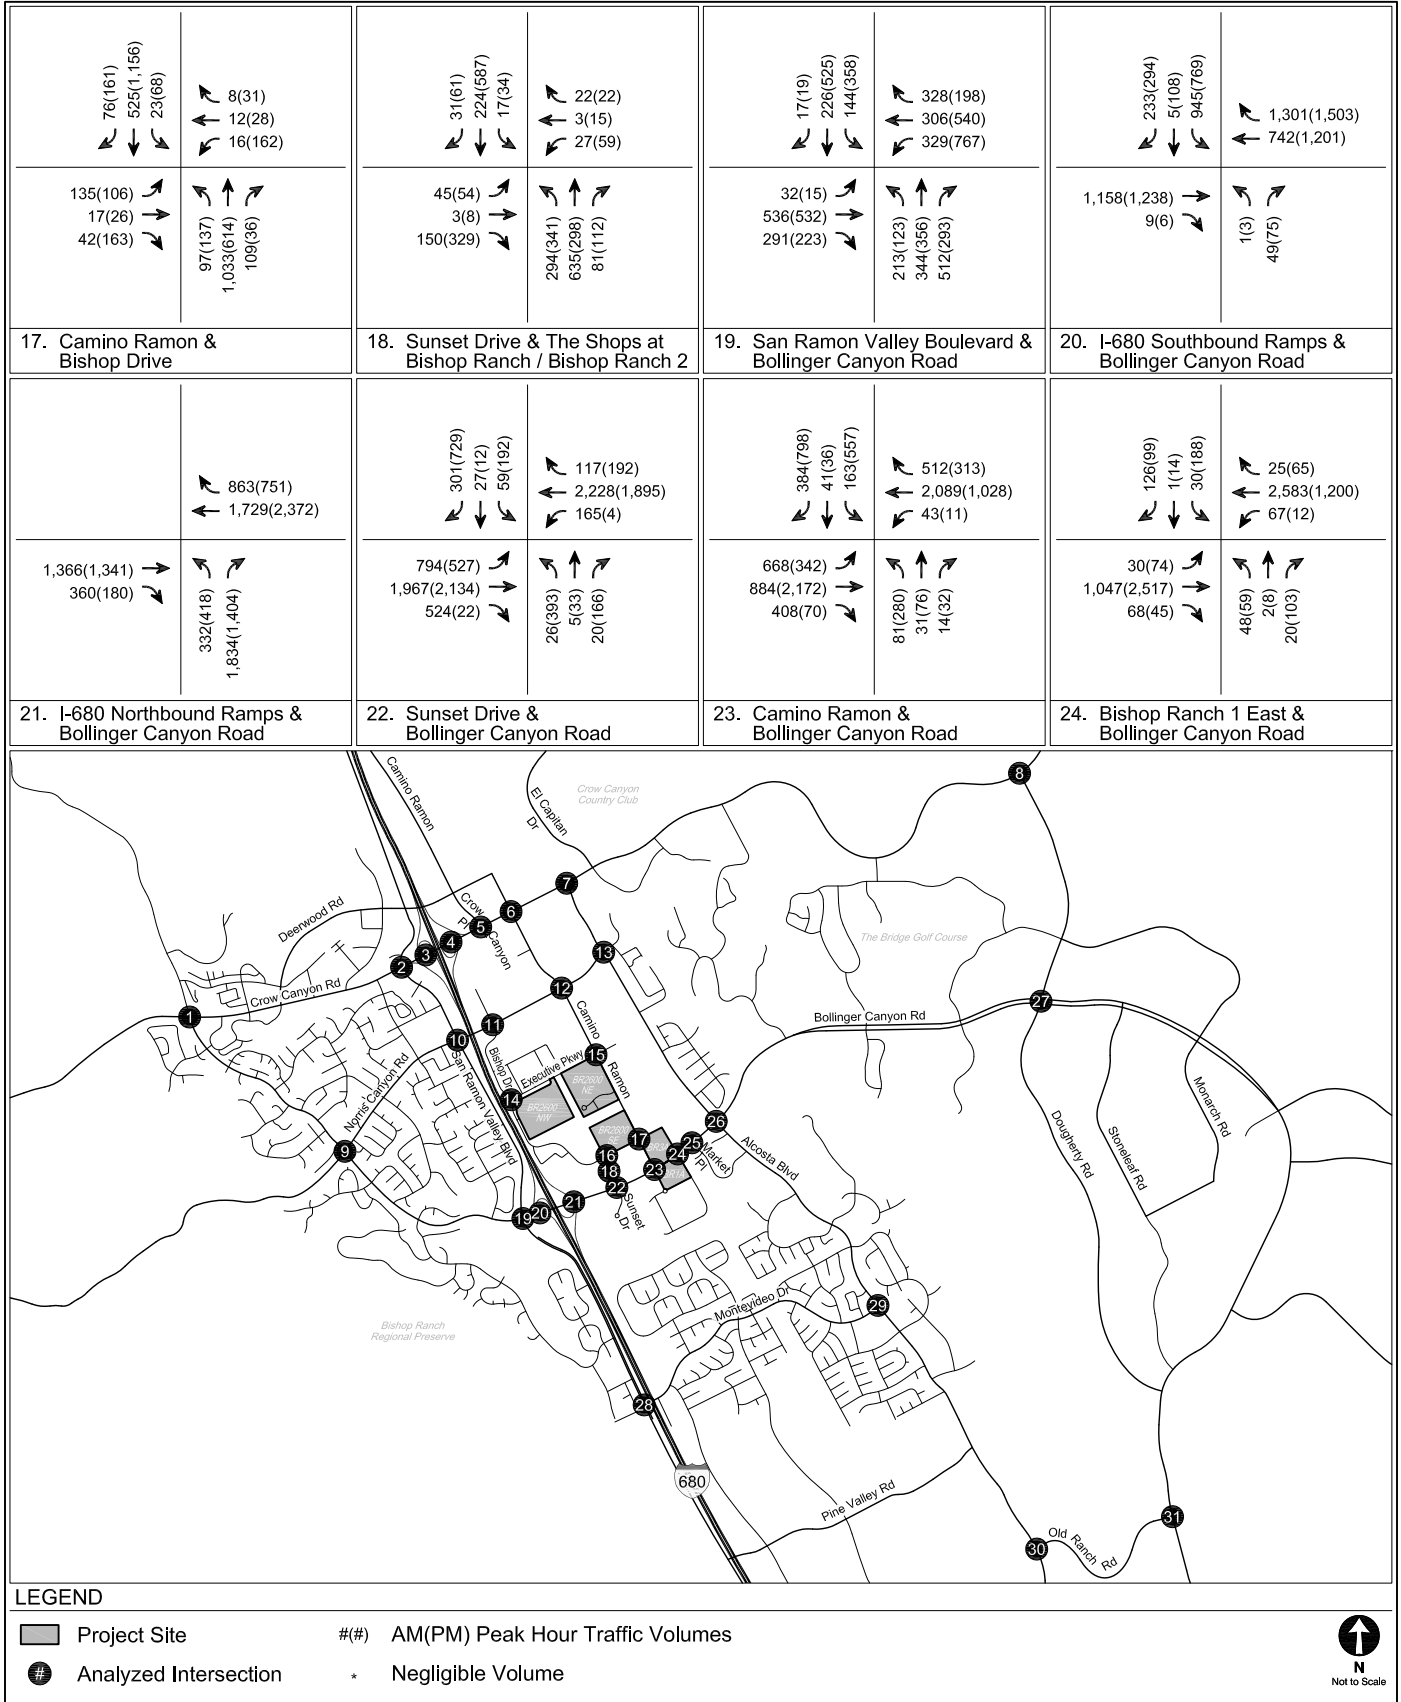 76(161)
525(1,156)
23(68)
8(31)
12(28)
16(162)
135(106)
17(26)
42(163)
97(137)
1,033(614)
109(36)
17. Camino Ramon &
Bishop Drive
31(61)
224(587)
17(34)
22(22)
3(15)
27(59)
45(54)
3(8)
150(329)
294(341)
635(298)
81(112)
18. Sunset Drive & The Shops at
Bishop Ranch / Bishop Ranch 2
17(19)
226(525)
144(358)
328(198)
306(540)
329(767)
32(15)
536(532)
291(223)
213(123)
344(356)
512(293)
19. San Ramon Valley Boulevard &
Bollinger Canyon Road
233(294)
5(108)
945(769)
1,301(1,503)
742(1,201)
1,158(1,238)
9(6)
1(3)
49(75)
20. I-680 Southbound Ramps &
Bollinger Canyon Road
863(751)
1,729(2,372)
1,366(1,341)
360(180)
332(418)
1,834(1,404)
21. I-680 Northbound Ramps &
Bollinger Canyon Road
301(729)
27(12)
59(192)
117(192)
2,228(1,895)
165(4)
794(527)
1,967(2,134)
524(22)
26(393)
5(33)
20(166)
22. Sunset Drive &
Bollinger Canyon Road
384(798)
41(36)
163(557)
512(313)
2,089(1,028)
43(11)
668(342)
884(2,172)
408(70)
81(280)
31(76)
14(32)
23. Camino Ramon &
Bollinger Canyon Road
126(99)
1(14)
30(188)
25(65)
2,583(1,200)
67(12)
30(74)
1,047(2,517)
68(45)
48(59)
2(8)
20(103)
24. Bishop Ranch 1 East &
Bollinger Canyon Road
Camino Ramon
El Capitan
Dr
Crow Canyon
Country Club
8
7
6
5
4
3
2
1
Deerwood Rd
Crow
Canyon
Pl
Crow Canyon Rd
13
12
11
10
The Bridge Golf Course
27
Bollinger Canyon Rd
Camino
Ramon
15
Bishop Dr
Executive Pkwy
BR2600
NE
14
BR2600
NW
Norris Canyon Rd
San Ramon Valley Blvd
9
BR2600
SE
17
16
18
22
23
24
25
26
Market
Pl
Alcosta Blvd
Monarch Rd
Stoneleaf Rd
Dougherty Rd
BR1A
Sunset
Dr
19
20
21
Montevideo Dr
29
Bishop Ranch
Regional Preserve
28
680
Pine Valley Rd
30
Old
Ranch
Rd
31
LEGEND
Project Site
#(#) AM(PM) Peak Hour Traffic Volumes
# Analyzed Intersection
* Negligible Volume
N
Not to Scale